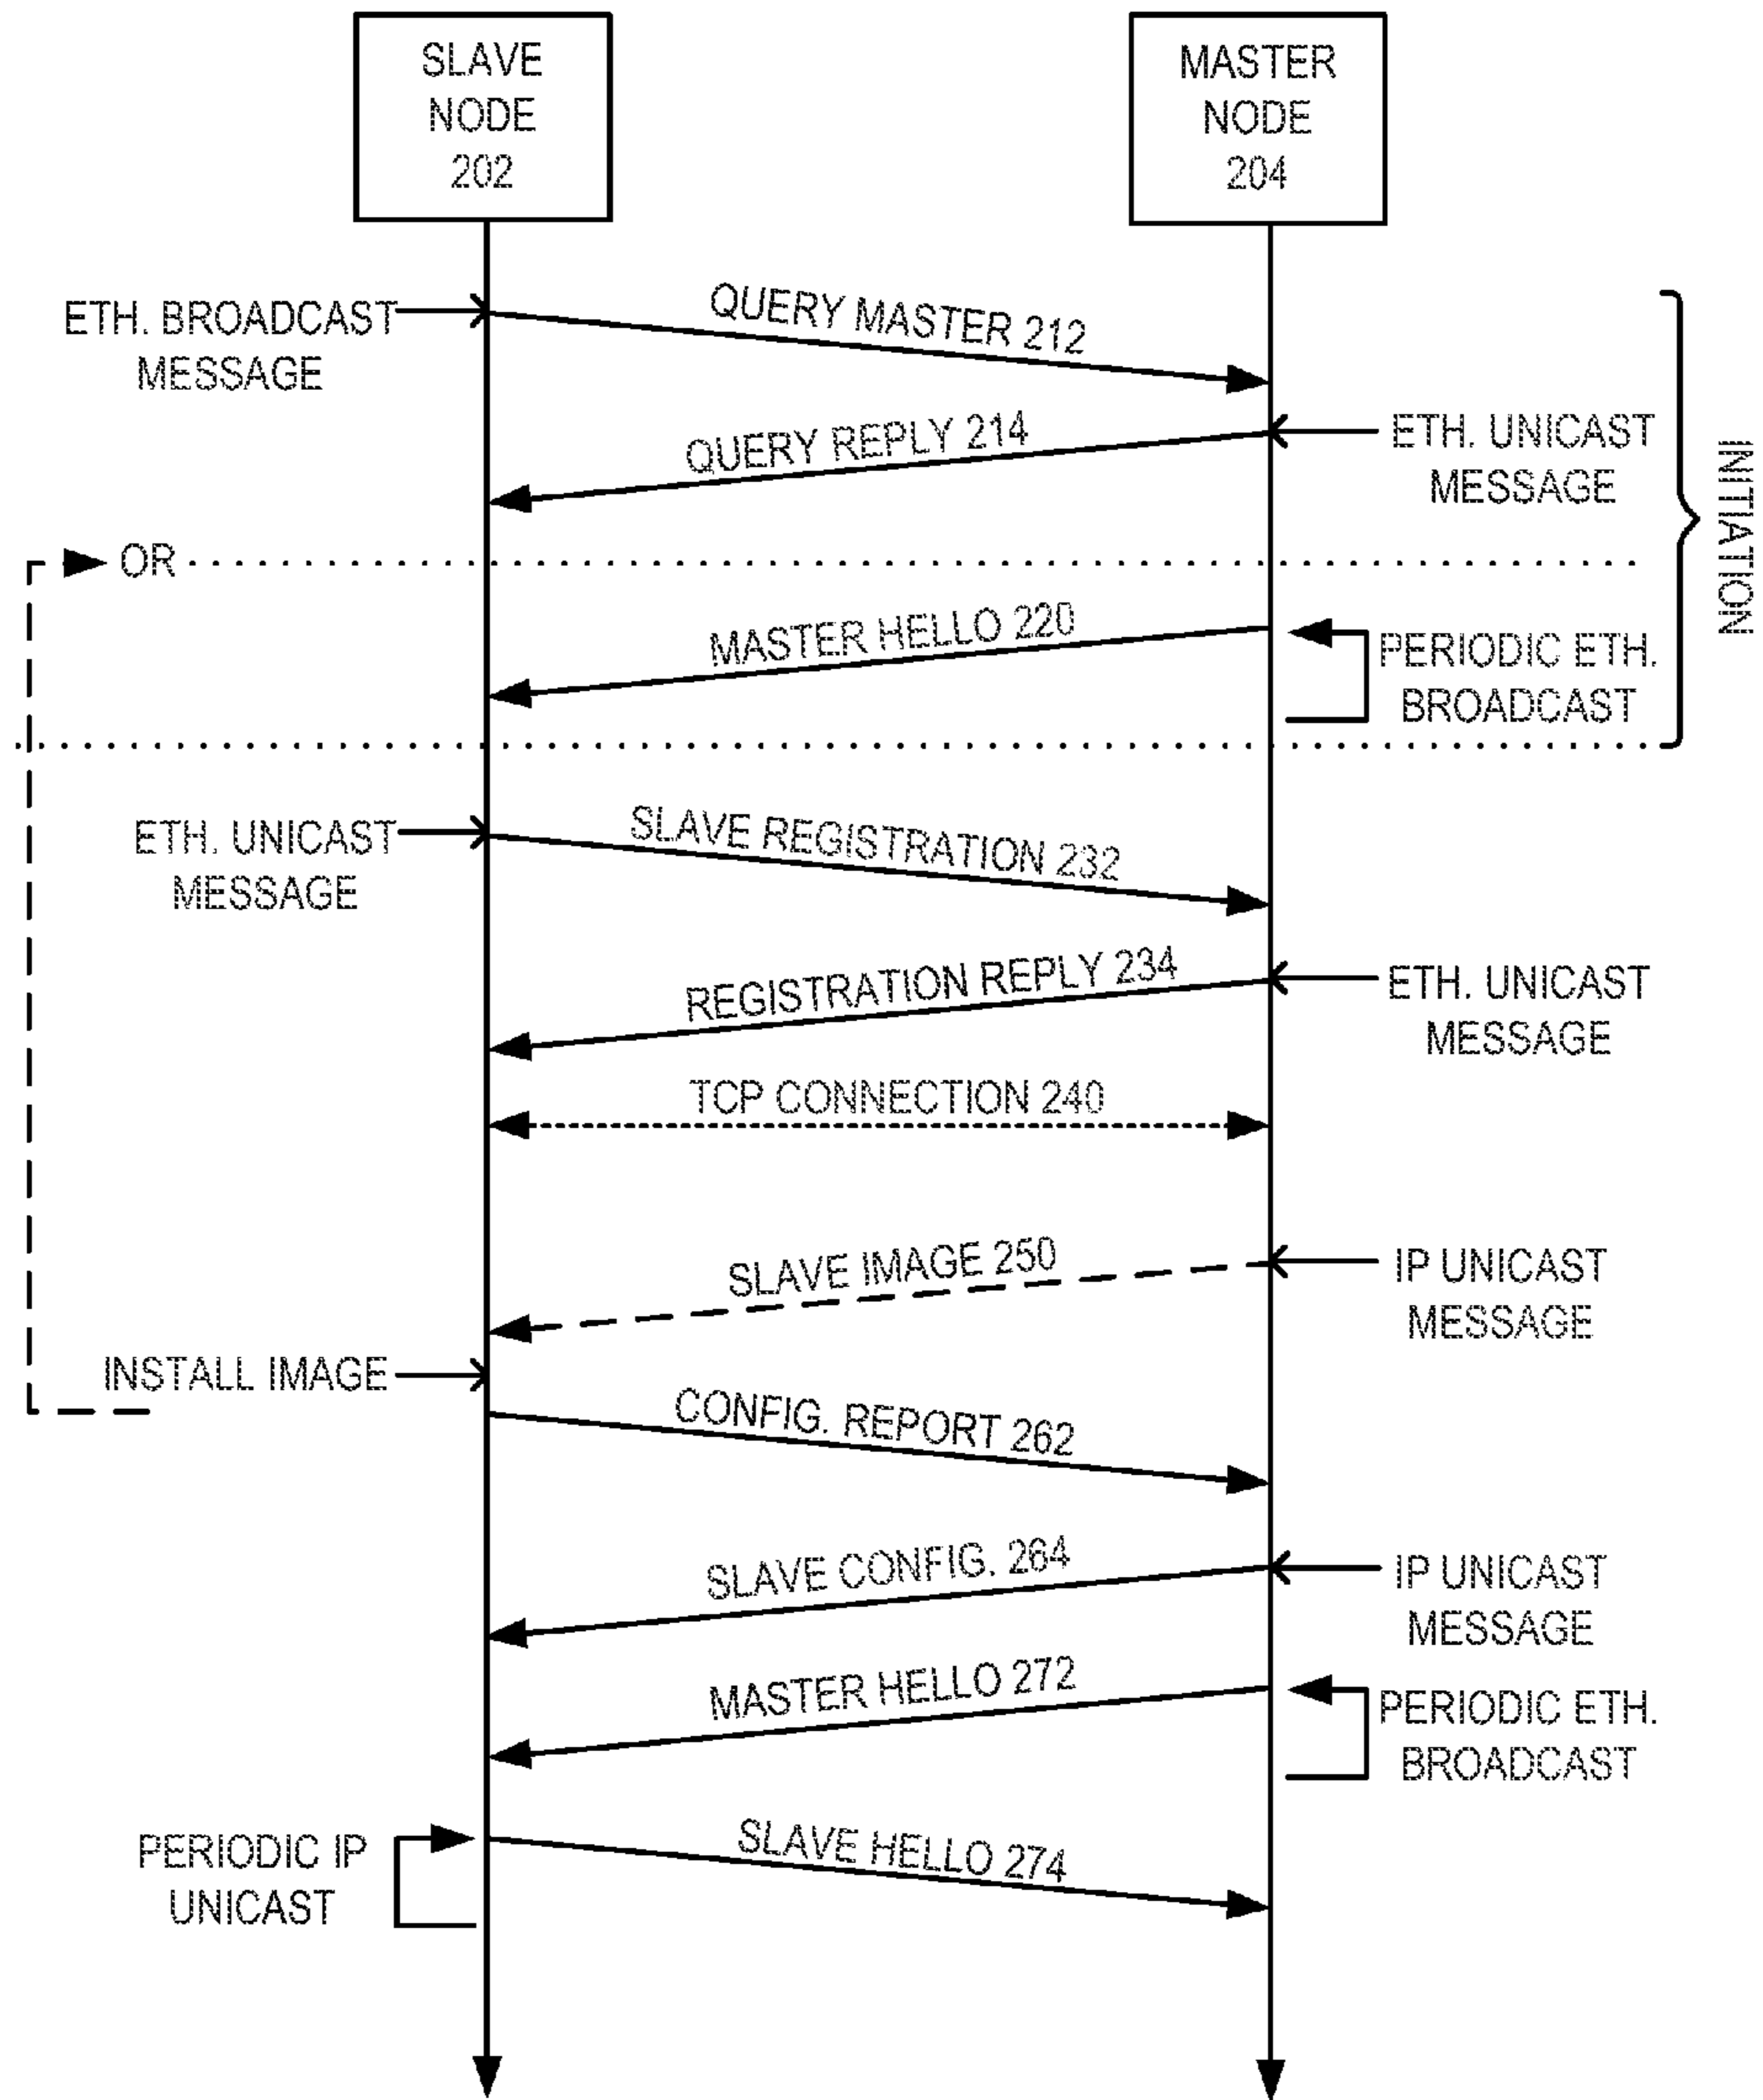 SLAVE
NODE
202
MASTER
NODE
204
ETH. BROADCAST
MESSAGE
QUERY MASTER 212
QUERY REPLY 214
ETH. UNICAST
MESSAGE
INITIATION
OR
MASTER HELLO 220
PERIODIC ETH.
BROADCAST
ETH. UNICAST
MESSAGE
SLAVE REGISTRATION 232
REGISTRATION REPLY 234
ETH. UNICAST
MESSAGE
TCP CONNECTION 240
SLAVE IMAGE 250
IP UNICAST
MESSAGE
INSTALL IMAGE
CONFIG. REPORT 262
SLAVE CONFIG. 264
IP UNICAST
MESSAGE
MASTER HELLO 272
PERIODIC ETH.
BROADCAST
PERIODIC IP
UNICAST
SLAVE HELLO 274